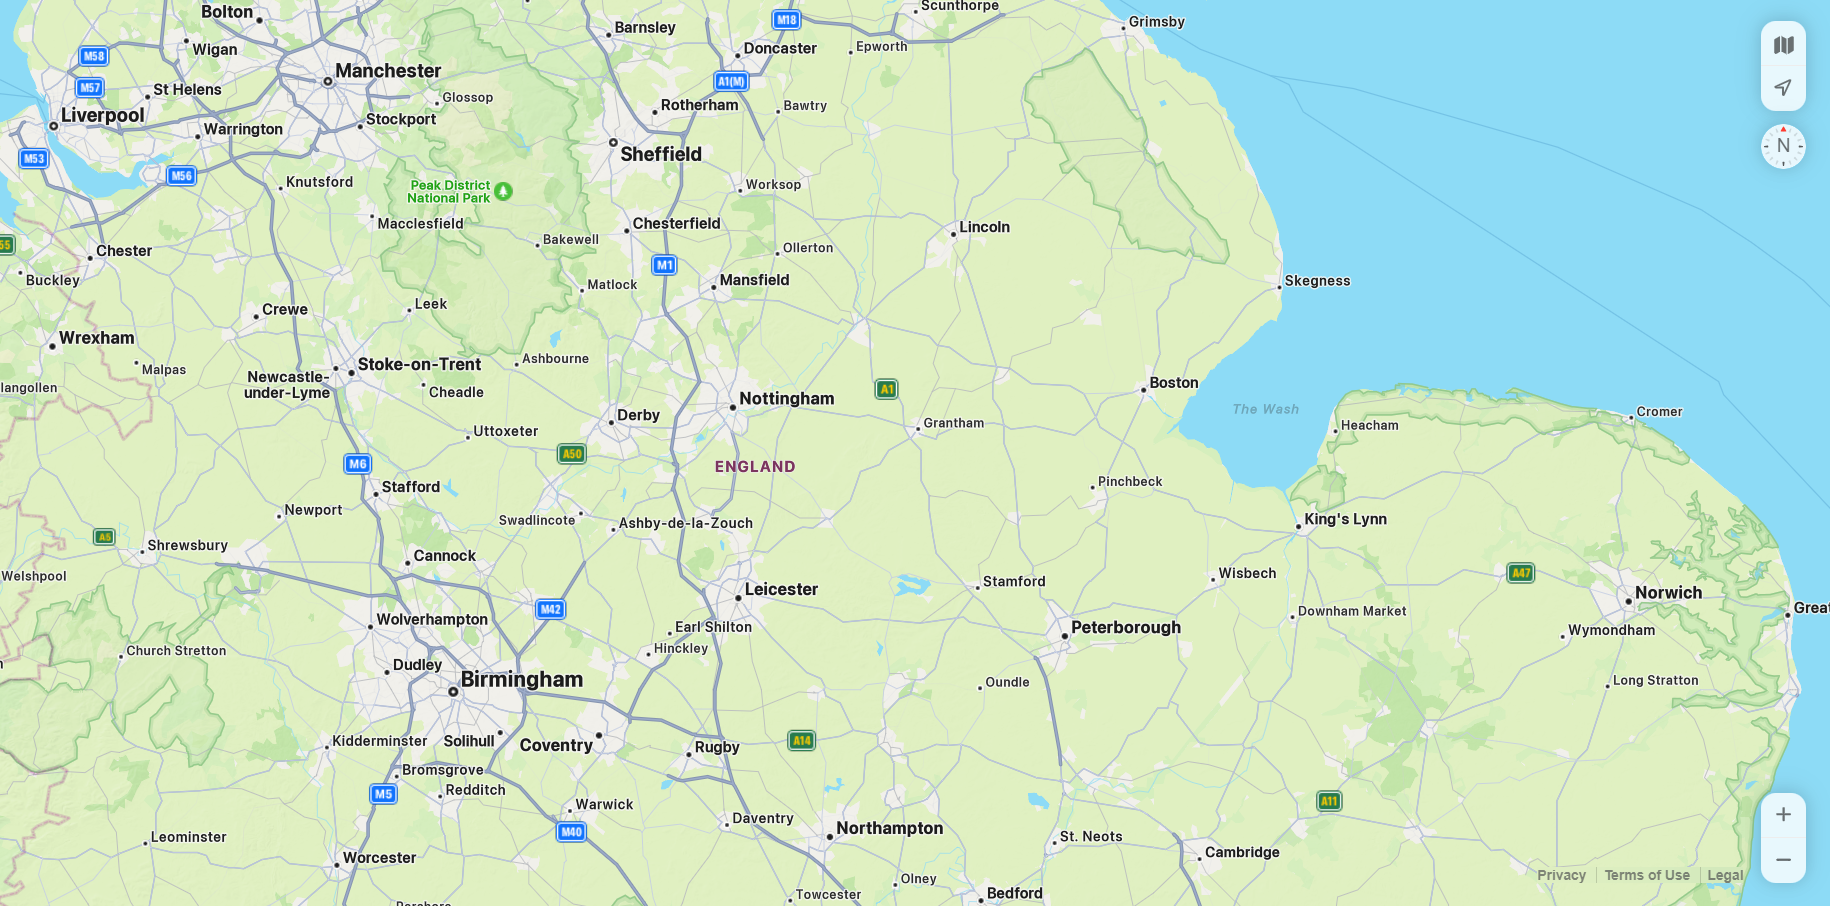 Bolton
Scunthorpe
M18
Grimsby
Barnsley
Wigan
Doncaster
Epworth
M58
Manchester
A1(M)
M57
St Helens
Glossop
Rotherham
Bawtry
Liverpool
Stockport
Warrington
N
Sheffield
M53
M56
Knutsford
Peak District
National Park
Worksop
Macclesfield
Chesterfield
Lincoln
55
Chester
Bakewell
Ollerton
M1
Buckley
Matlock
Mansfield
Skegness
Leek
Crewe
Wrexham
Malpas
Stoke-on-Trent
Ashbourne
Newcastle-
under-Lyme
langollen
Cheadle
A1
Boston
Nottingham
The Wash
Derby
Cromer
Grantham
Heacham
Uttoxeter
A50
M6
ENGLAND
Stafford
Pinchbeck
Newport
Swadlincote
Ashby-de-la-Zouch
King's Lynn
A5
Shrewsbury
Cannock
Welshpool
Leicester
Stamford
Wisbech
A47
Norwich
M42
Wolverhampton
Earl Shilton
Peterborough
Downham Market
Great
Wymondham
Church Stretton
Hinckley
Dudley
Birmingham
Oundle
Long Stratton
Kidderminster
Solihull
Coventry
Rugby
A14
Bromsgrove
Redditch
M5
Warwick
A11
Daventry
M40
Leominster
Northampton
St. Neots
Worcester
Cambridge
Olney
Privacy
Terms of Use
Legal
Towcester
Bedford